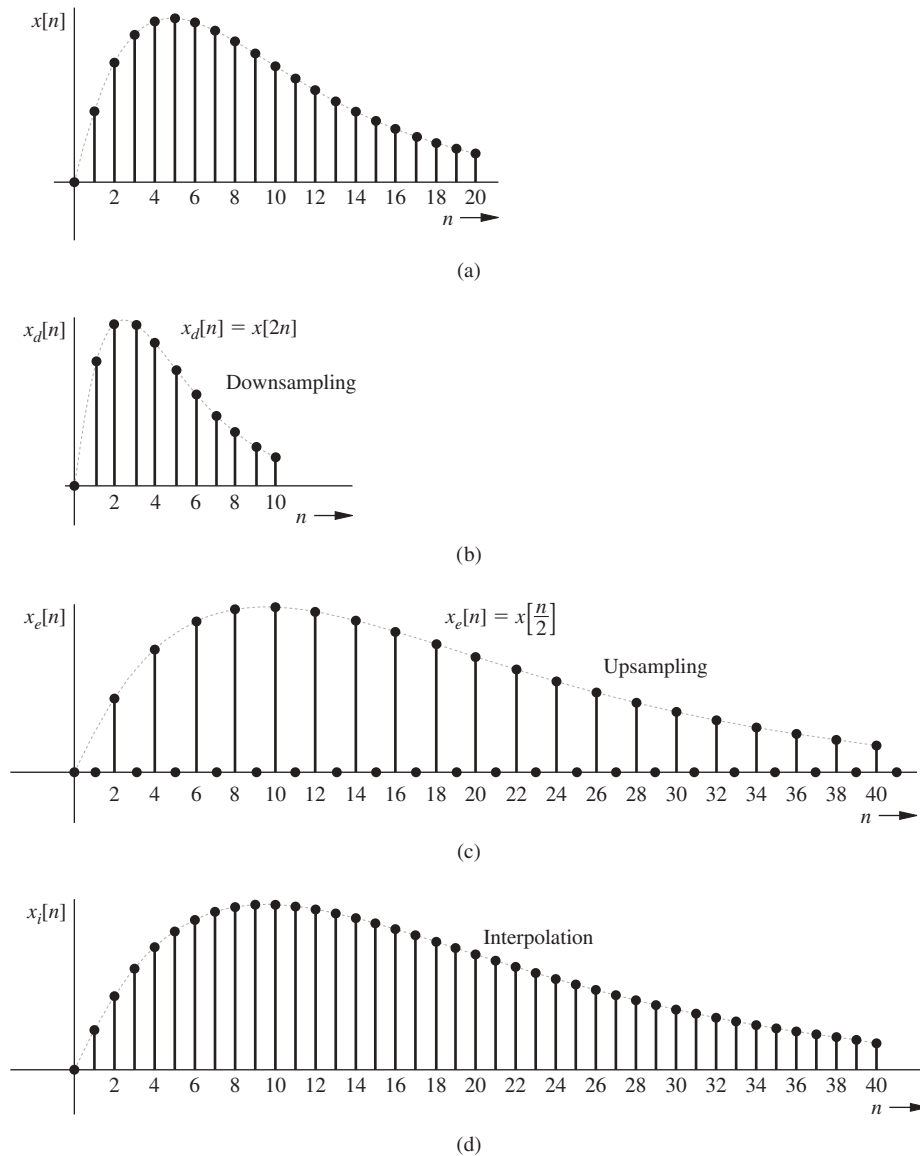 x[n]
2 4 6 8 10 12 14 16 18 20
n
(a)
x_d[n]
x_d[n] = x[2n]
Downsampling
2 4 6 8 10
n
(b)
x_e[n]
x_e[n] = x[n/2]
Upsampling
2 4 6 8 10 12 14 16 18 20 22 24 26 28 30 32 34 36 38 40
n
(c)
x_i[n]
Interpolation
2 4 6 8 10 12 14 16 18 20 22 24 26 28 30 32 34 36 38 40
n
(d)